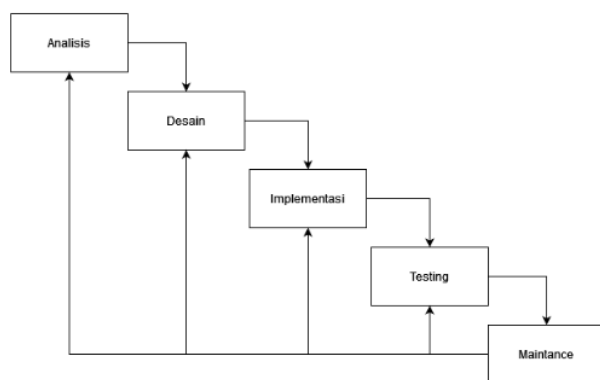 Analisis
Desain
Implementasi
Testing
Maintance